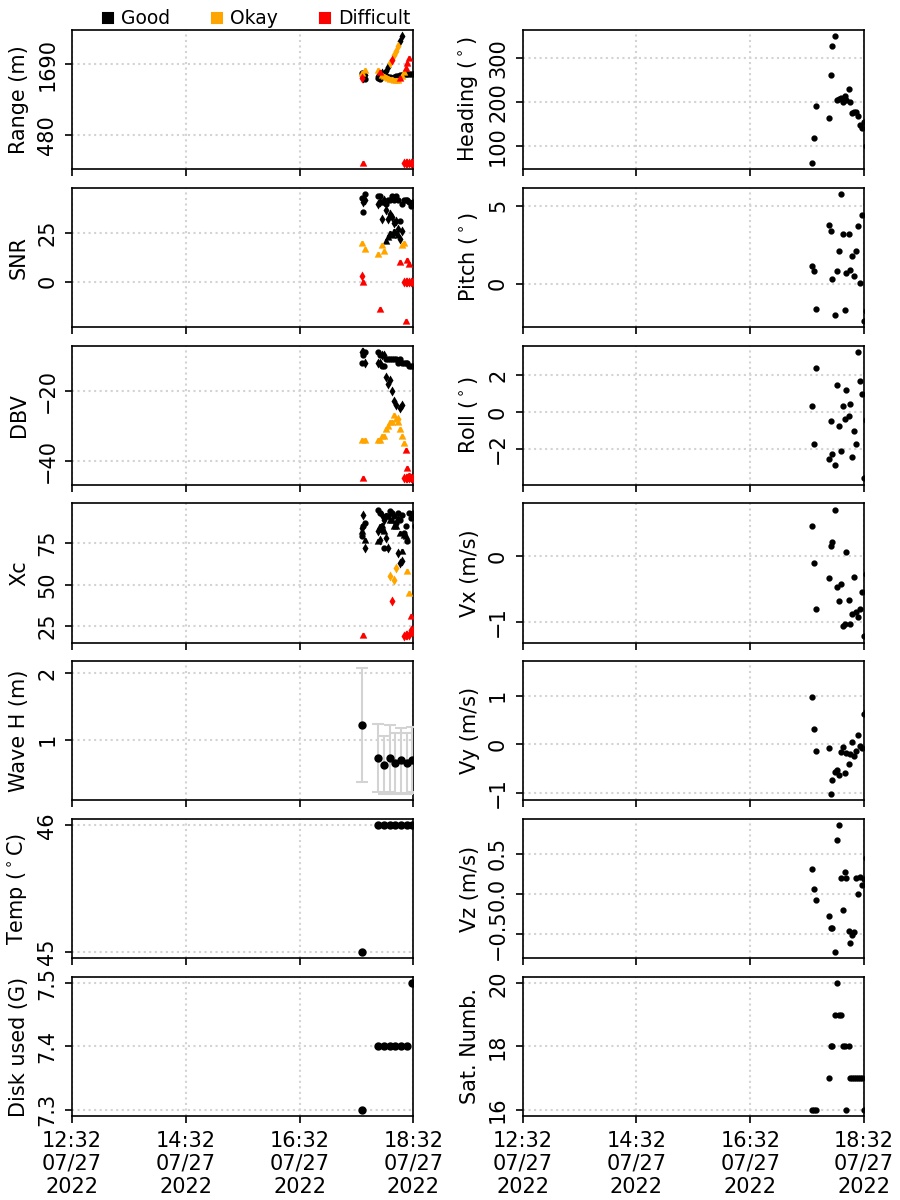 Good Okay Difficult
Range (m) 1690 480
Heading (°) 300 200 100
SNR 25 0
Pitch (°) 5 0
DBV −20 −40
Roll (°) 2 0 −2
Xc 75 50 25
Vx (m/s) 0 −1
Wave H (m) 2 1
Vy (m/s) 1 0 −1
Temp (°C) 46 45
Vz (m/s) 0.5 0.0 −0.5
Disk used (G) 7.5 7.4 7.3
Sat. Numb. 20 18 16
12:32 14:32 16:32 18:32 12:32 14:32 16:32 18:32
07/27 07/27 07/27 07/27 07/27 07/27 07/27 07/27
2022 2022 2022 2022 2022 2022 2022 2022